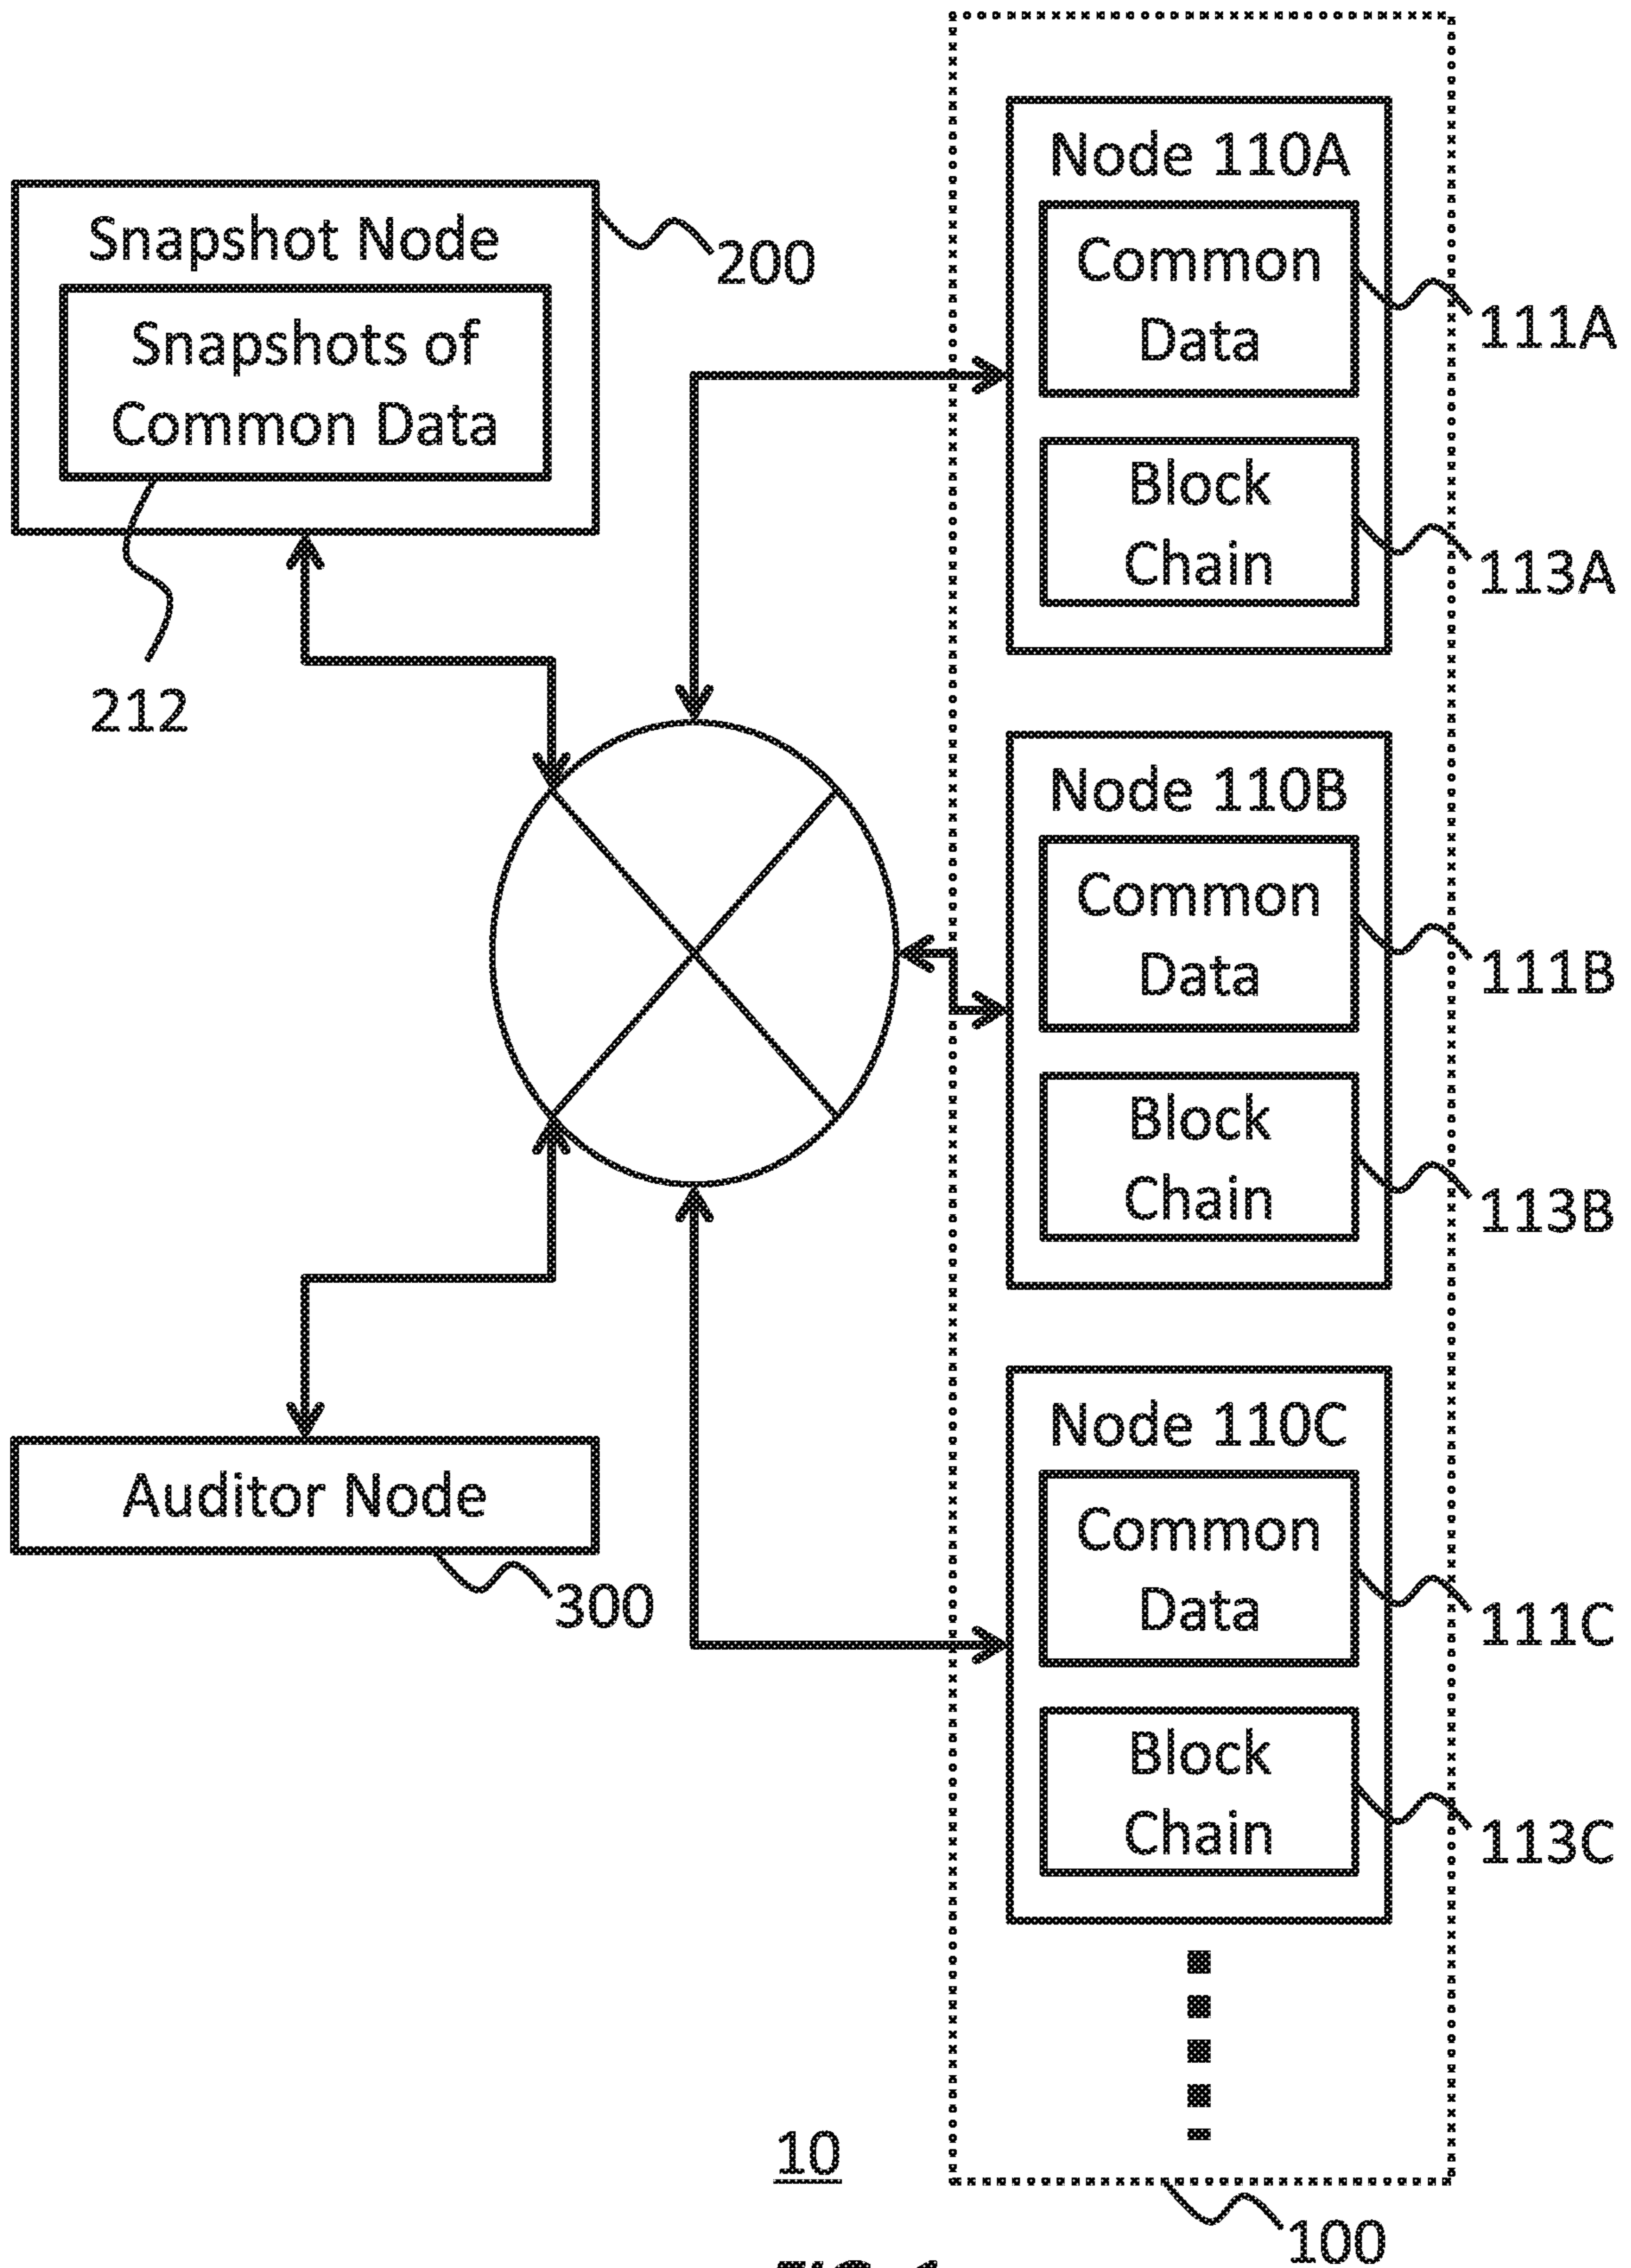 Snapshot Node
Snapshots of
Common Data
200
212
Auditor Node
300
Node 110A
Common
Data
111A
Block
Chain
113A
Node 110B
Common
Data
111B
Block
Chain
113B
Node 110C
Common
Data
111C
Block
Chain
113C
10
100